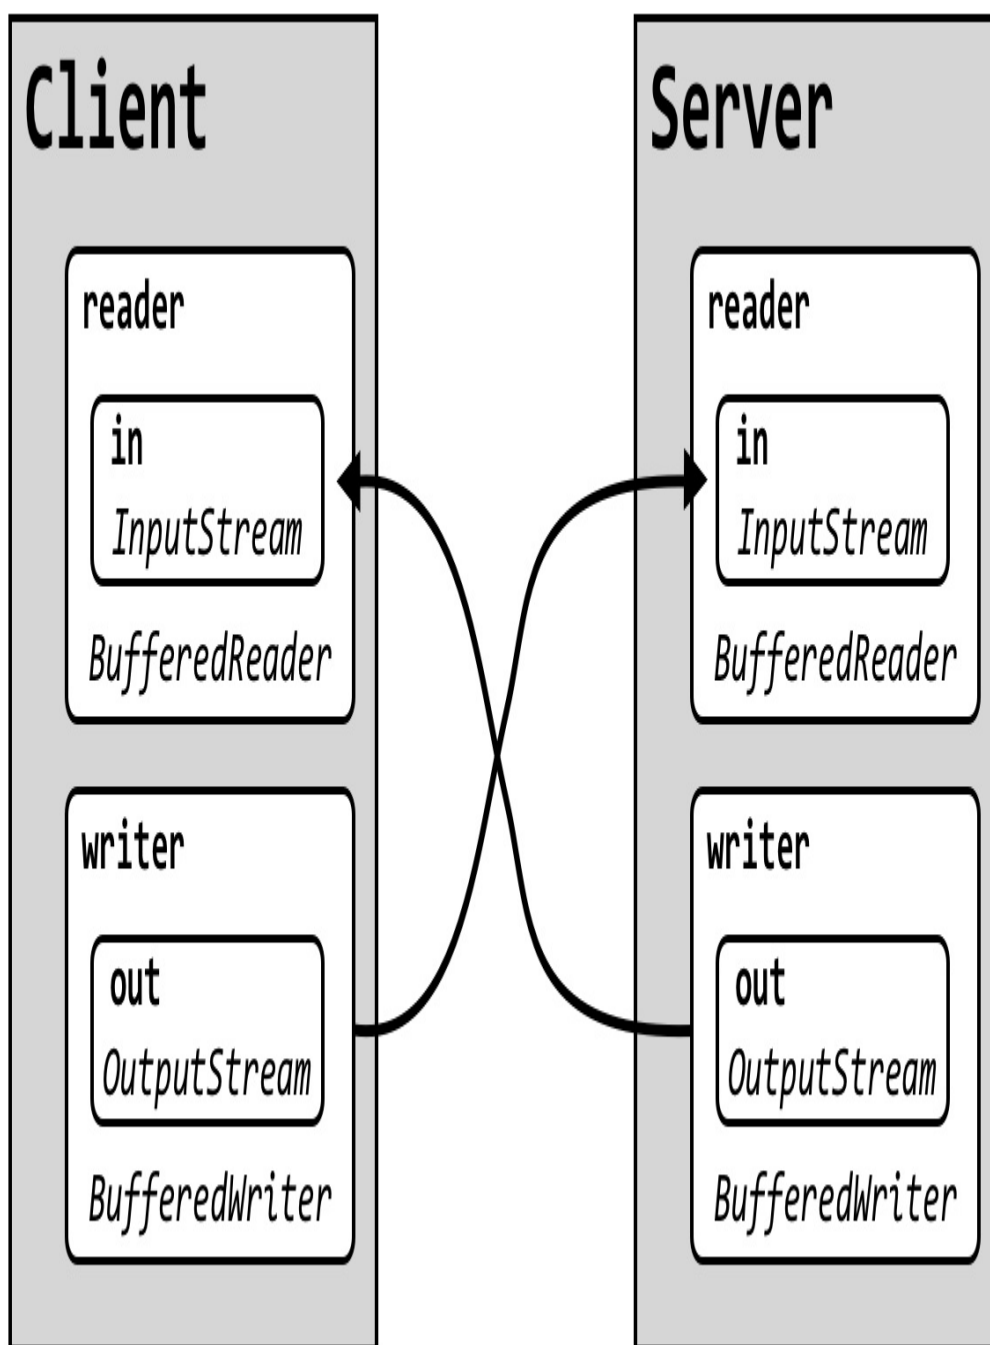 Client
reader
in
InputStream
BufferedReader
writer
out
OutputStream
BufferedWriter
Server
reader
in
InputStream
BufferedReader
writer
out
OutputStream
BufferedWriter